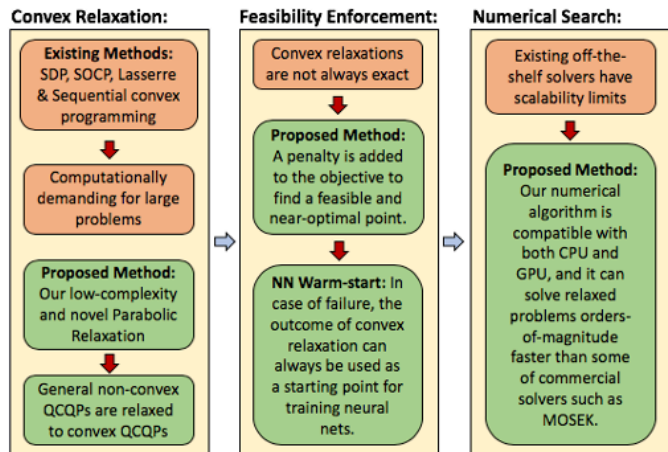 Convex Relaxation:
Existing Methods:
SDP, SOCP, Lasserre
& Sequential convex
programming
Computationally
demanding for large
problems
Proposed Method:
Our low-complexity
and novel Parabolic
Relaxation
General non-convex
QCQPs are relaxed
to convex QCQPs
Feasibility Enforcement:
Convex relaxations
are not always exact
Proposed Method:
A penalty is added
to the objective to
find a feasible and
near-optimal point.
NN Warm-start: In
case of failure, the
outcome of convex
relaxation can
always be used as
a starting point for
training neural
nets.
Numerical Search:
Existing off-the-
shelf solvers have
scalability limits
Proposed Method:
Our numerical
algorithm is
compatible with
both CPU and
GPU, and it can
solve relaxed
problems orders-
of-magnitude
faster than some
of commercial
solvers such as
MOSEK.